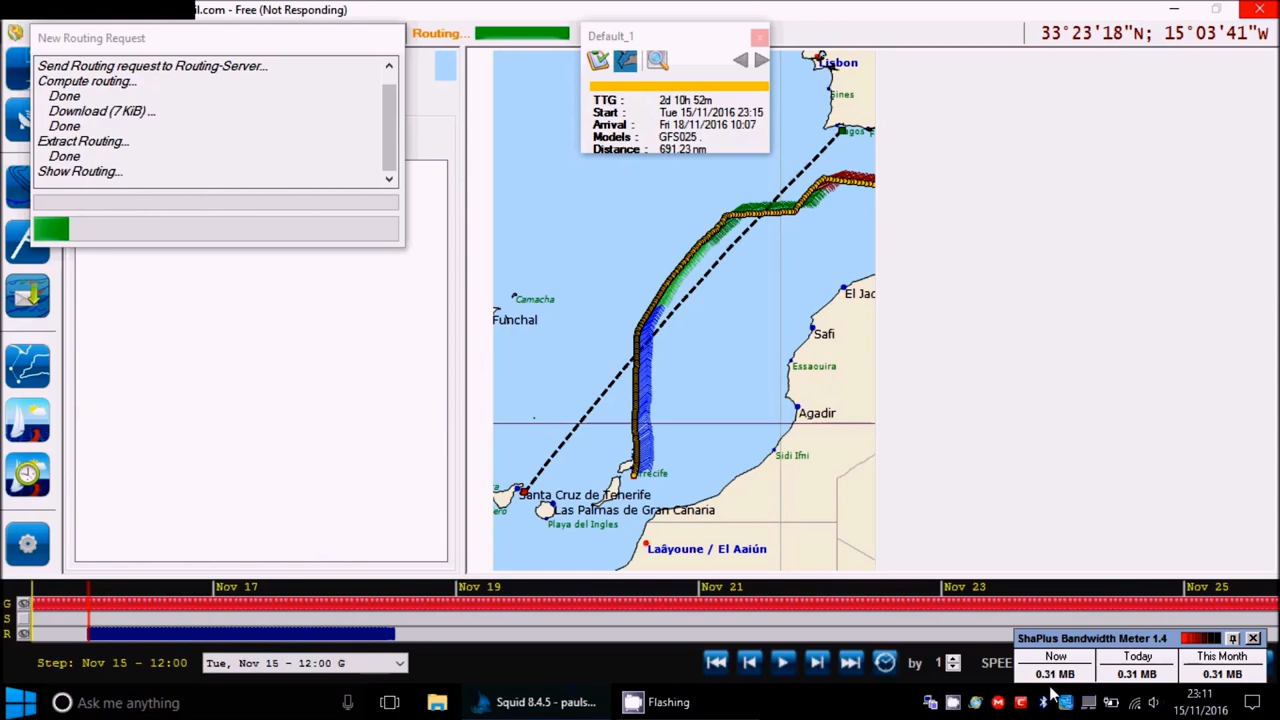 il.com - Free (Not Responding)
New Routing Request
Send Routing request to Routing-Server...
Compute routing...
Done
Download (7 KiB) ...
Done
Extract Routing...
Done
Show Routing...
Routing...
Default_1
TTG : 2d 10h 52m
Start : Tue 15/11/2016 23:15
Arrival : Fri 18/11/2016 10:07
Models : GFS025
Distance : 691.23 nm
33°23'18"N; 15°03'41"W
Lisbon
Sines
agos
Camacha
Funchal
El Jac
Safi
Essaouira
Agadir
Sidi Ifni
rrecife
Santa Cruz de Tenerife
Las Palmas de Gran Canaria
Playa del Ingles
Laâyoune / El Aaiún
Nov 17 Nov 19 Nov 21 Nov 23 Nov 25
G
S
R
Step: Nov 15 - 12:00 Tue, Nov 15 - 12:00 G by 1 SPEE
ShaPlus Bandwidth Meter 1.4
Now Today This Month
0.31 MB 0.31 MB 0.31 MB
Ask me anything Squid 8.4.5 - pauls... Flashing
23:11
15/11/2016